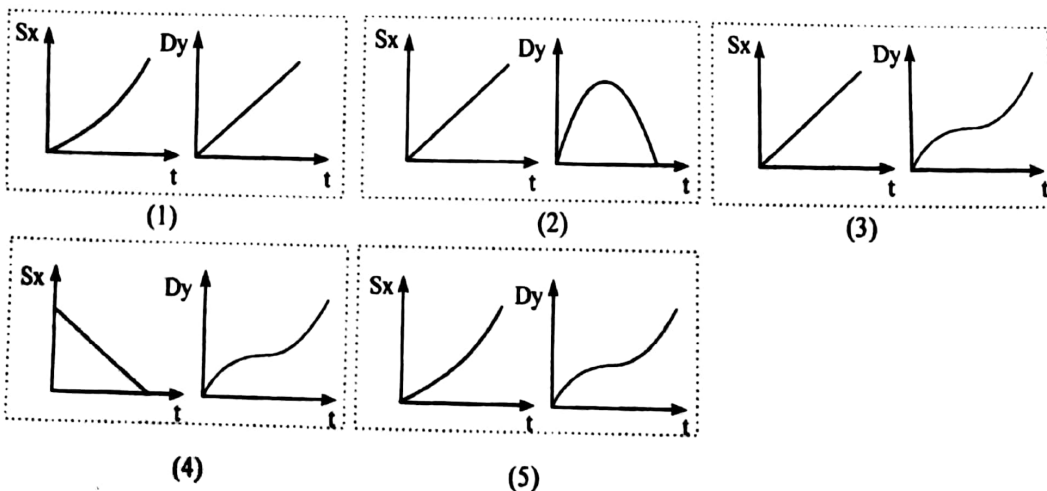 Sx Dy
t t
(1)
Sx Dy
t t
(2)
Sx Dy
t t
(3)
Sx Dy
t t
(4)
Sx Dy
t t
(5)